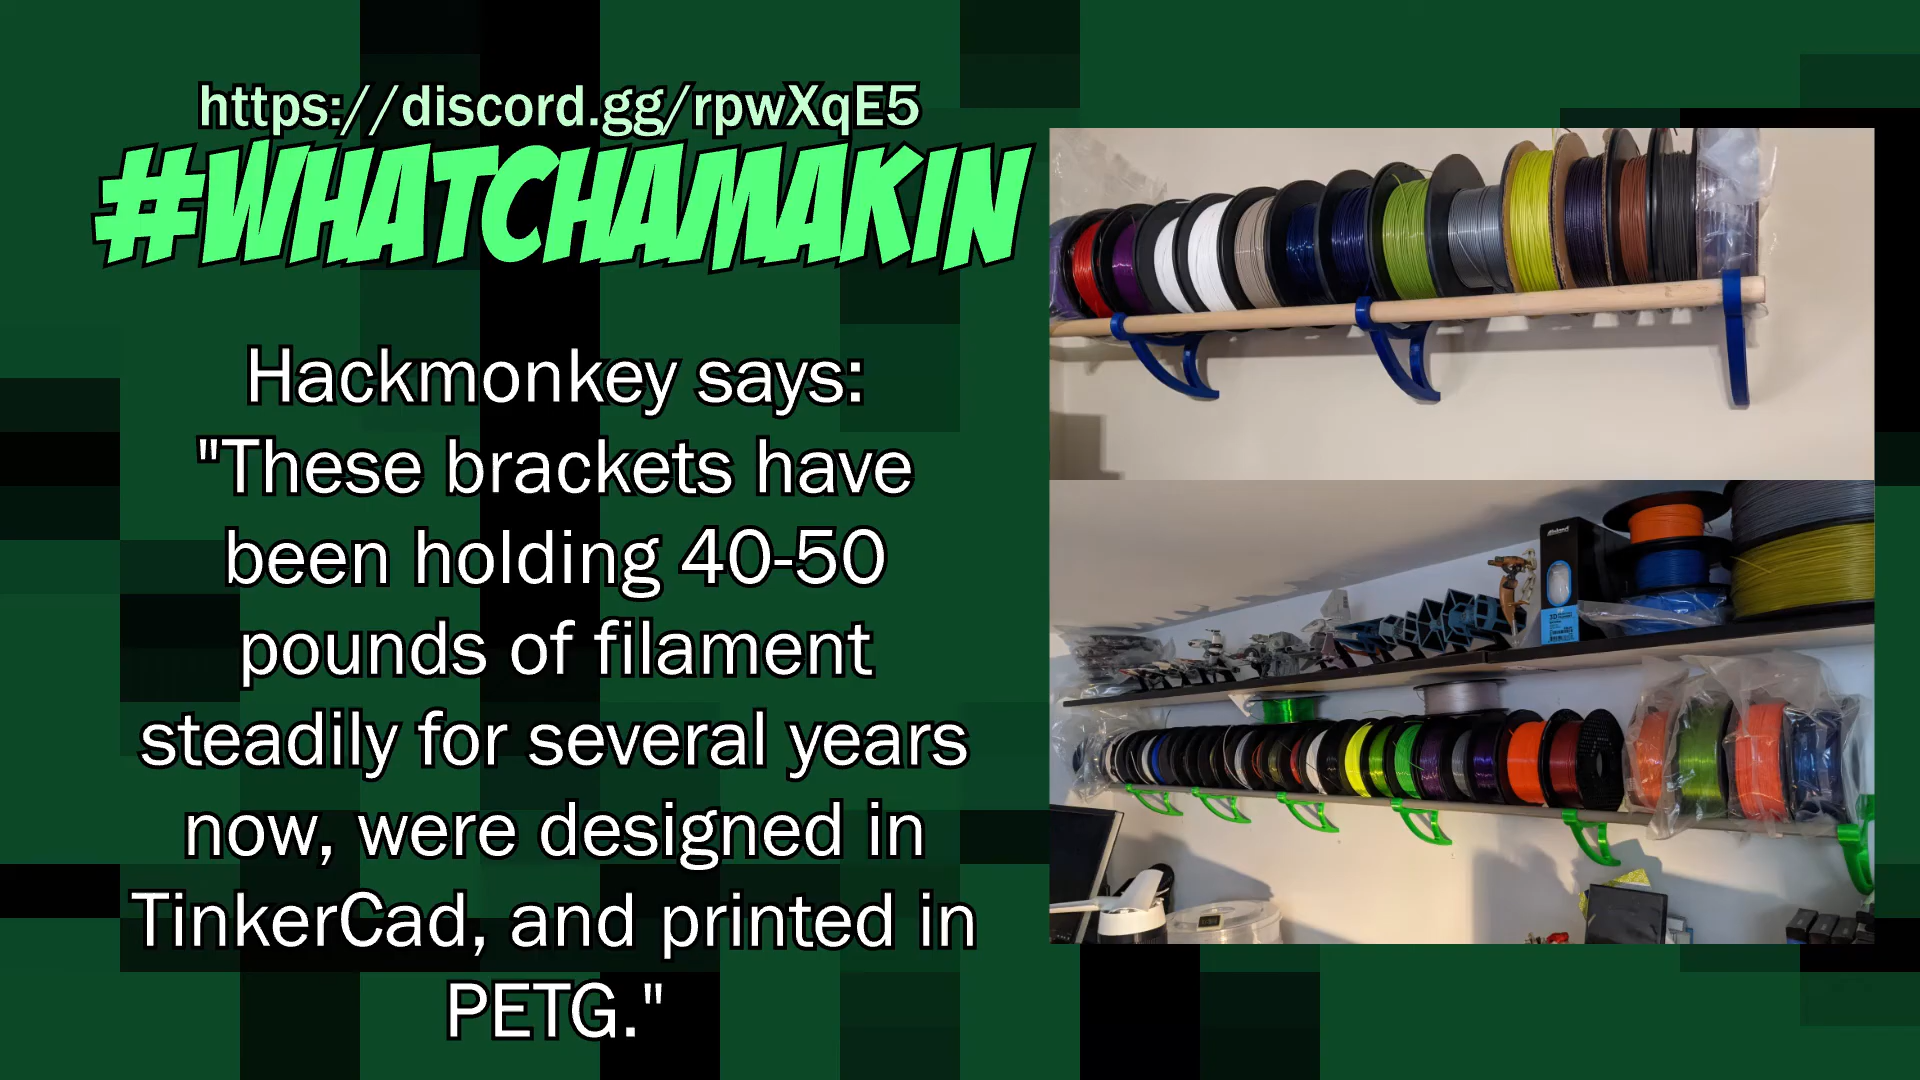 https://discord.gg/rpwXqE5
#WHATCHAMAKIN
Hackmonkey says:
"These brackets have
been holding 40-50
pounds of filament
steadily for several years
now, were designed in
TinkerCad, and printed in
PETG."